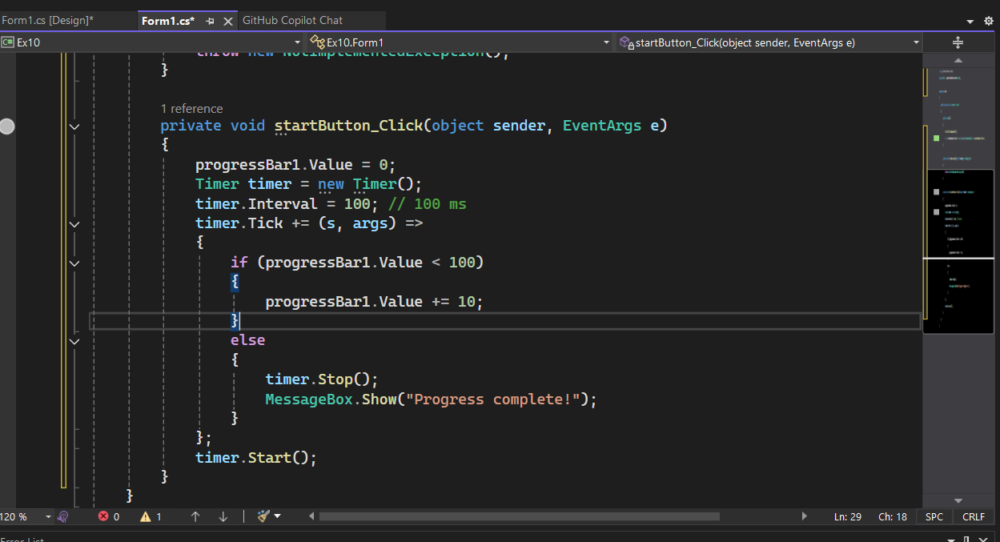 Form1.cs [Design]* Form1.cs* GitHub Copilot Chat
C# Ex10 Ex10.Form1 startButton_Click(object sender, EventArgs e)
throw new NotImplementedException();
}
1 reference
private void startButton_Click(object sender, EventArgs e)
{
progressBar1.Value = 0;
Timer timer = new Timer();
timer.Interval = 100; // 100 ms
timer.Tick += (s, args) =>
{
if (progressBar1.Value < 100)
{
progressBar1.Value += 10;
}
else
{
timer.Stop();
MessageBox.Show("Progress complete!");
}
};
timer.Start();
}
}
120 % 0 1 Ln: 29 Ch: 18 SPC CRLF
Error List